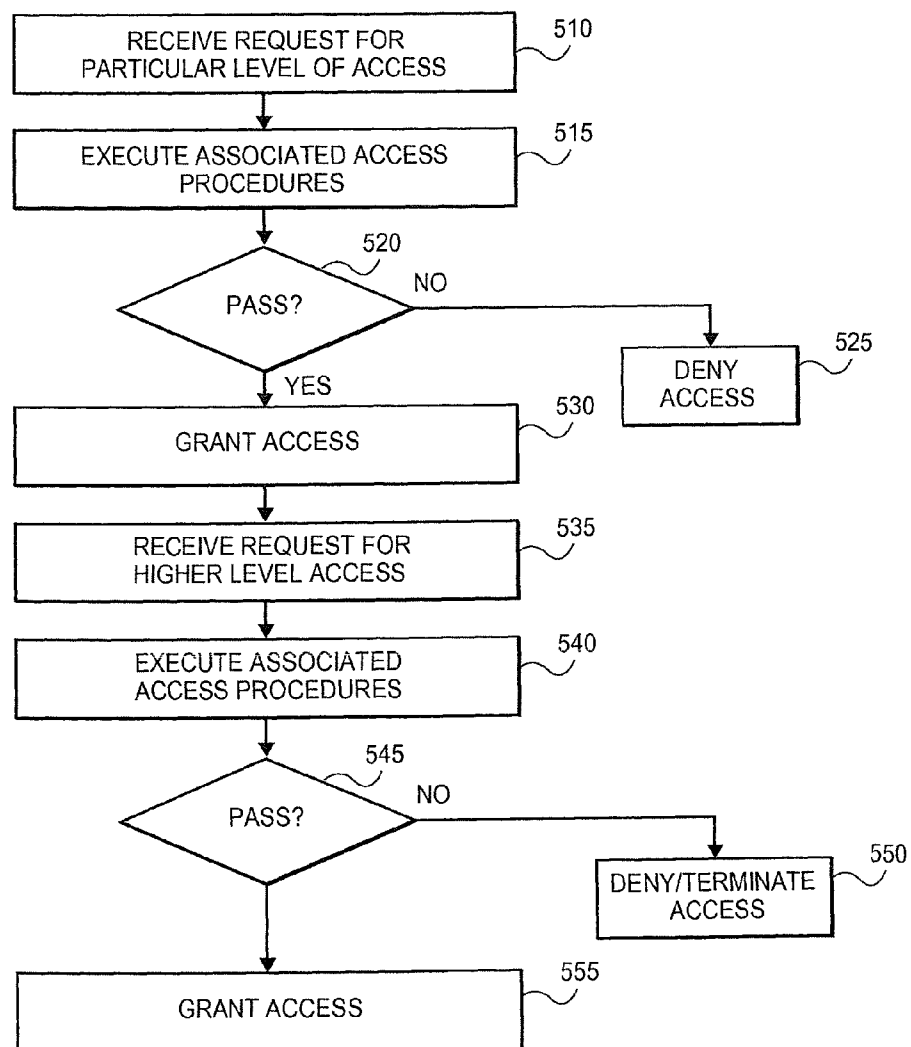 RECEIVE REQUEST FOR
PARTICULAR LEVEL OF ACCESS
510
EXECUTE ASSOCIATED ACCESS
PROCEDURES
515
520
PASS?
NO
YES
DENY
ACCESS
525
GRANT ACCESS
530
RECEIVE REQUEST FOR
HIGHER LEVEL ACCESS
535
EXECUTE ASSOCIATED
ACCESS PROCEDURES
540
545
PASS?
NO
DENY/TERMINATE
ACCESS
550
GRANT ACCESS
555